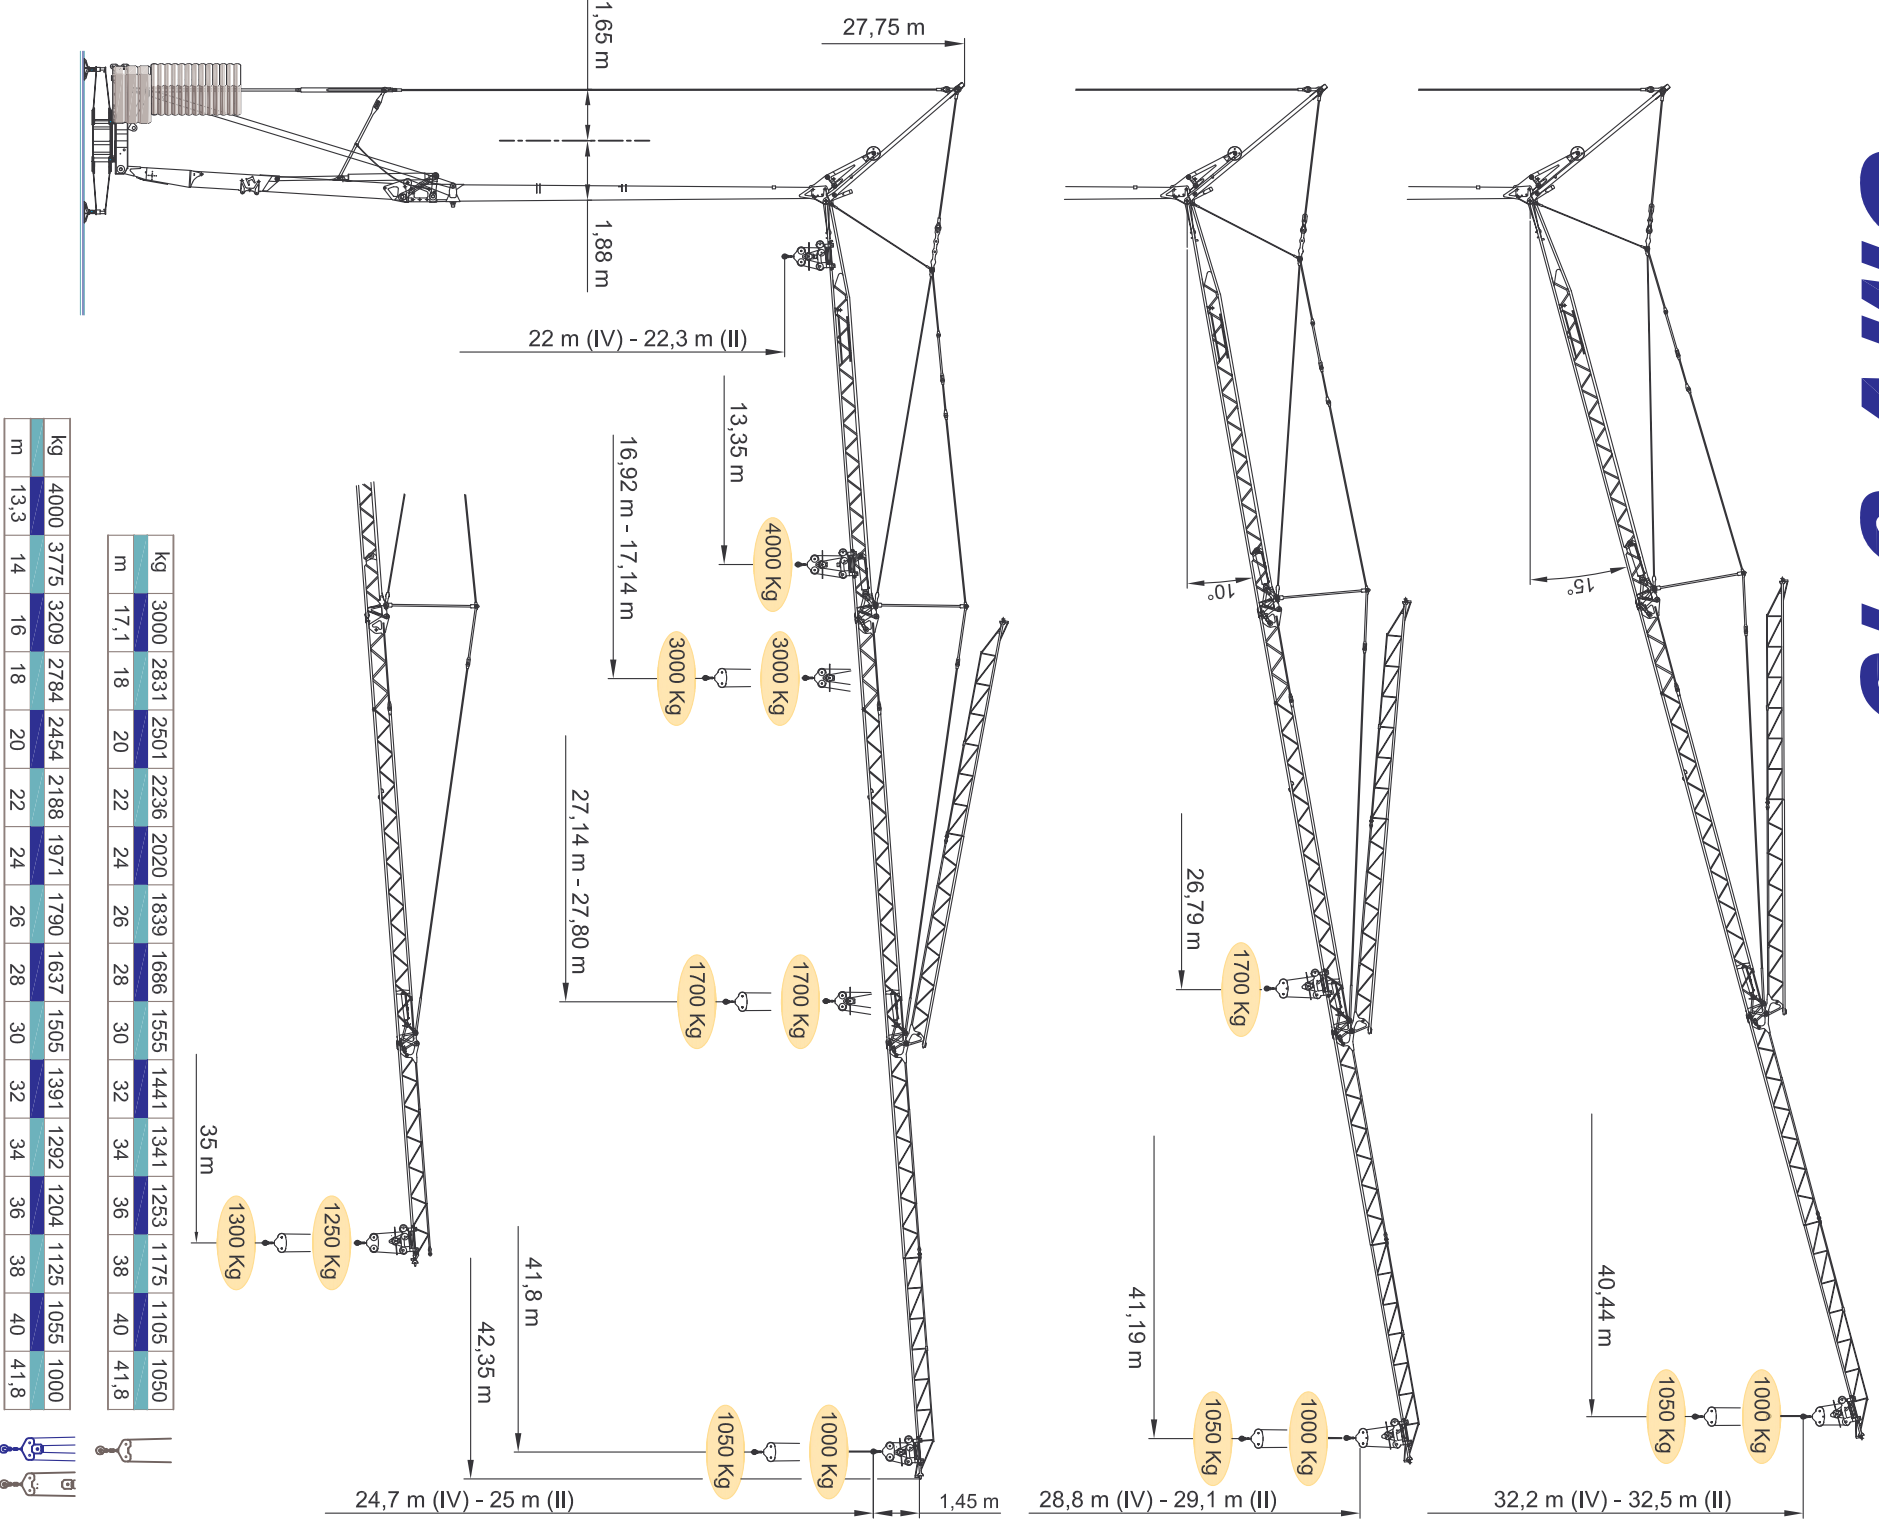 27,75 m
1,65 m
1,88 m
22 m (IV) - 22,3 m (II)
13,35 m
4000 Kg
16,92 m - 17,14 m
3000 Kg
3000 Kg
27,14 m - 27,80 m
1700 Kg
1700 Kg
41,8 m
42,35 m
1000 Kg
1050 Kg
24,7 m (IV) - 25 m (II)
1,45 m
10°
26,79 m
1700 Kg
41,19 m
1000 Kg
1050 Kg
28,8 m (IV) - 29,1 m (II)
15°
40,44 m
1000 Kg
1050 Kg
32,2 m (IV) - 32,5 m (II)
35 m
1250 Kg
1300 Kg
kg 3000 2831 2501 2236 2020 1839 1686 1555 1441 1341 1253 1175 1105 1050
m 17,1 18 20 22 24 26 28 30 32 34 36 38 40 41,8
kg 4000 3775 3209 2784 2454 2188 1971 1790 1637 1505 1391 1292 1204 1125 1055 1000
m 13,3 14 16 18 20 22 24 26 28 30 32 34 36 38 40 41,8